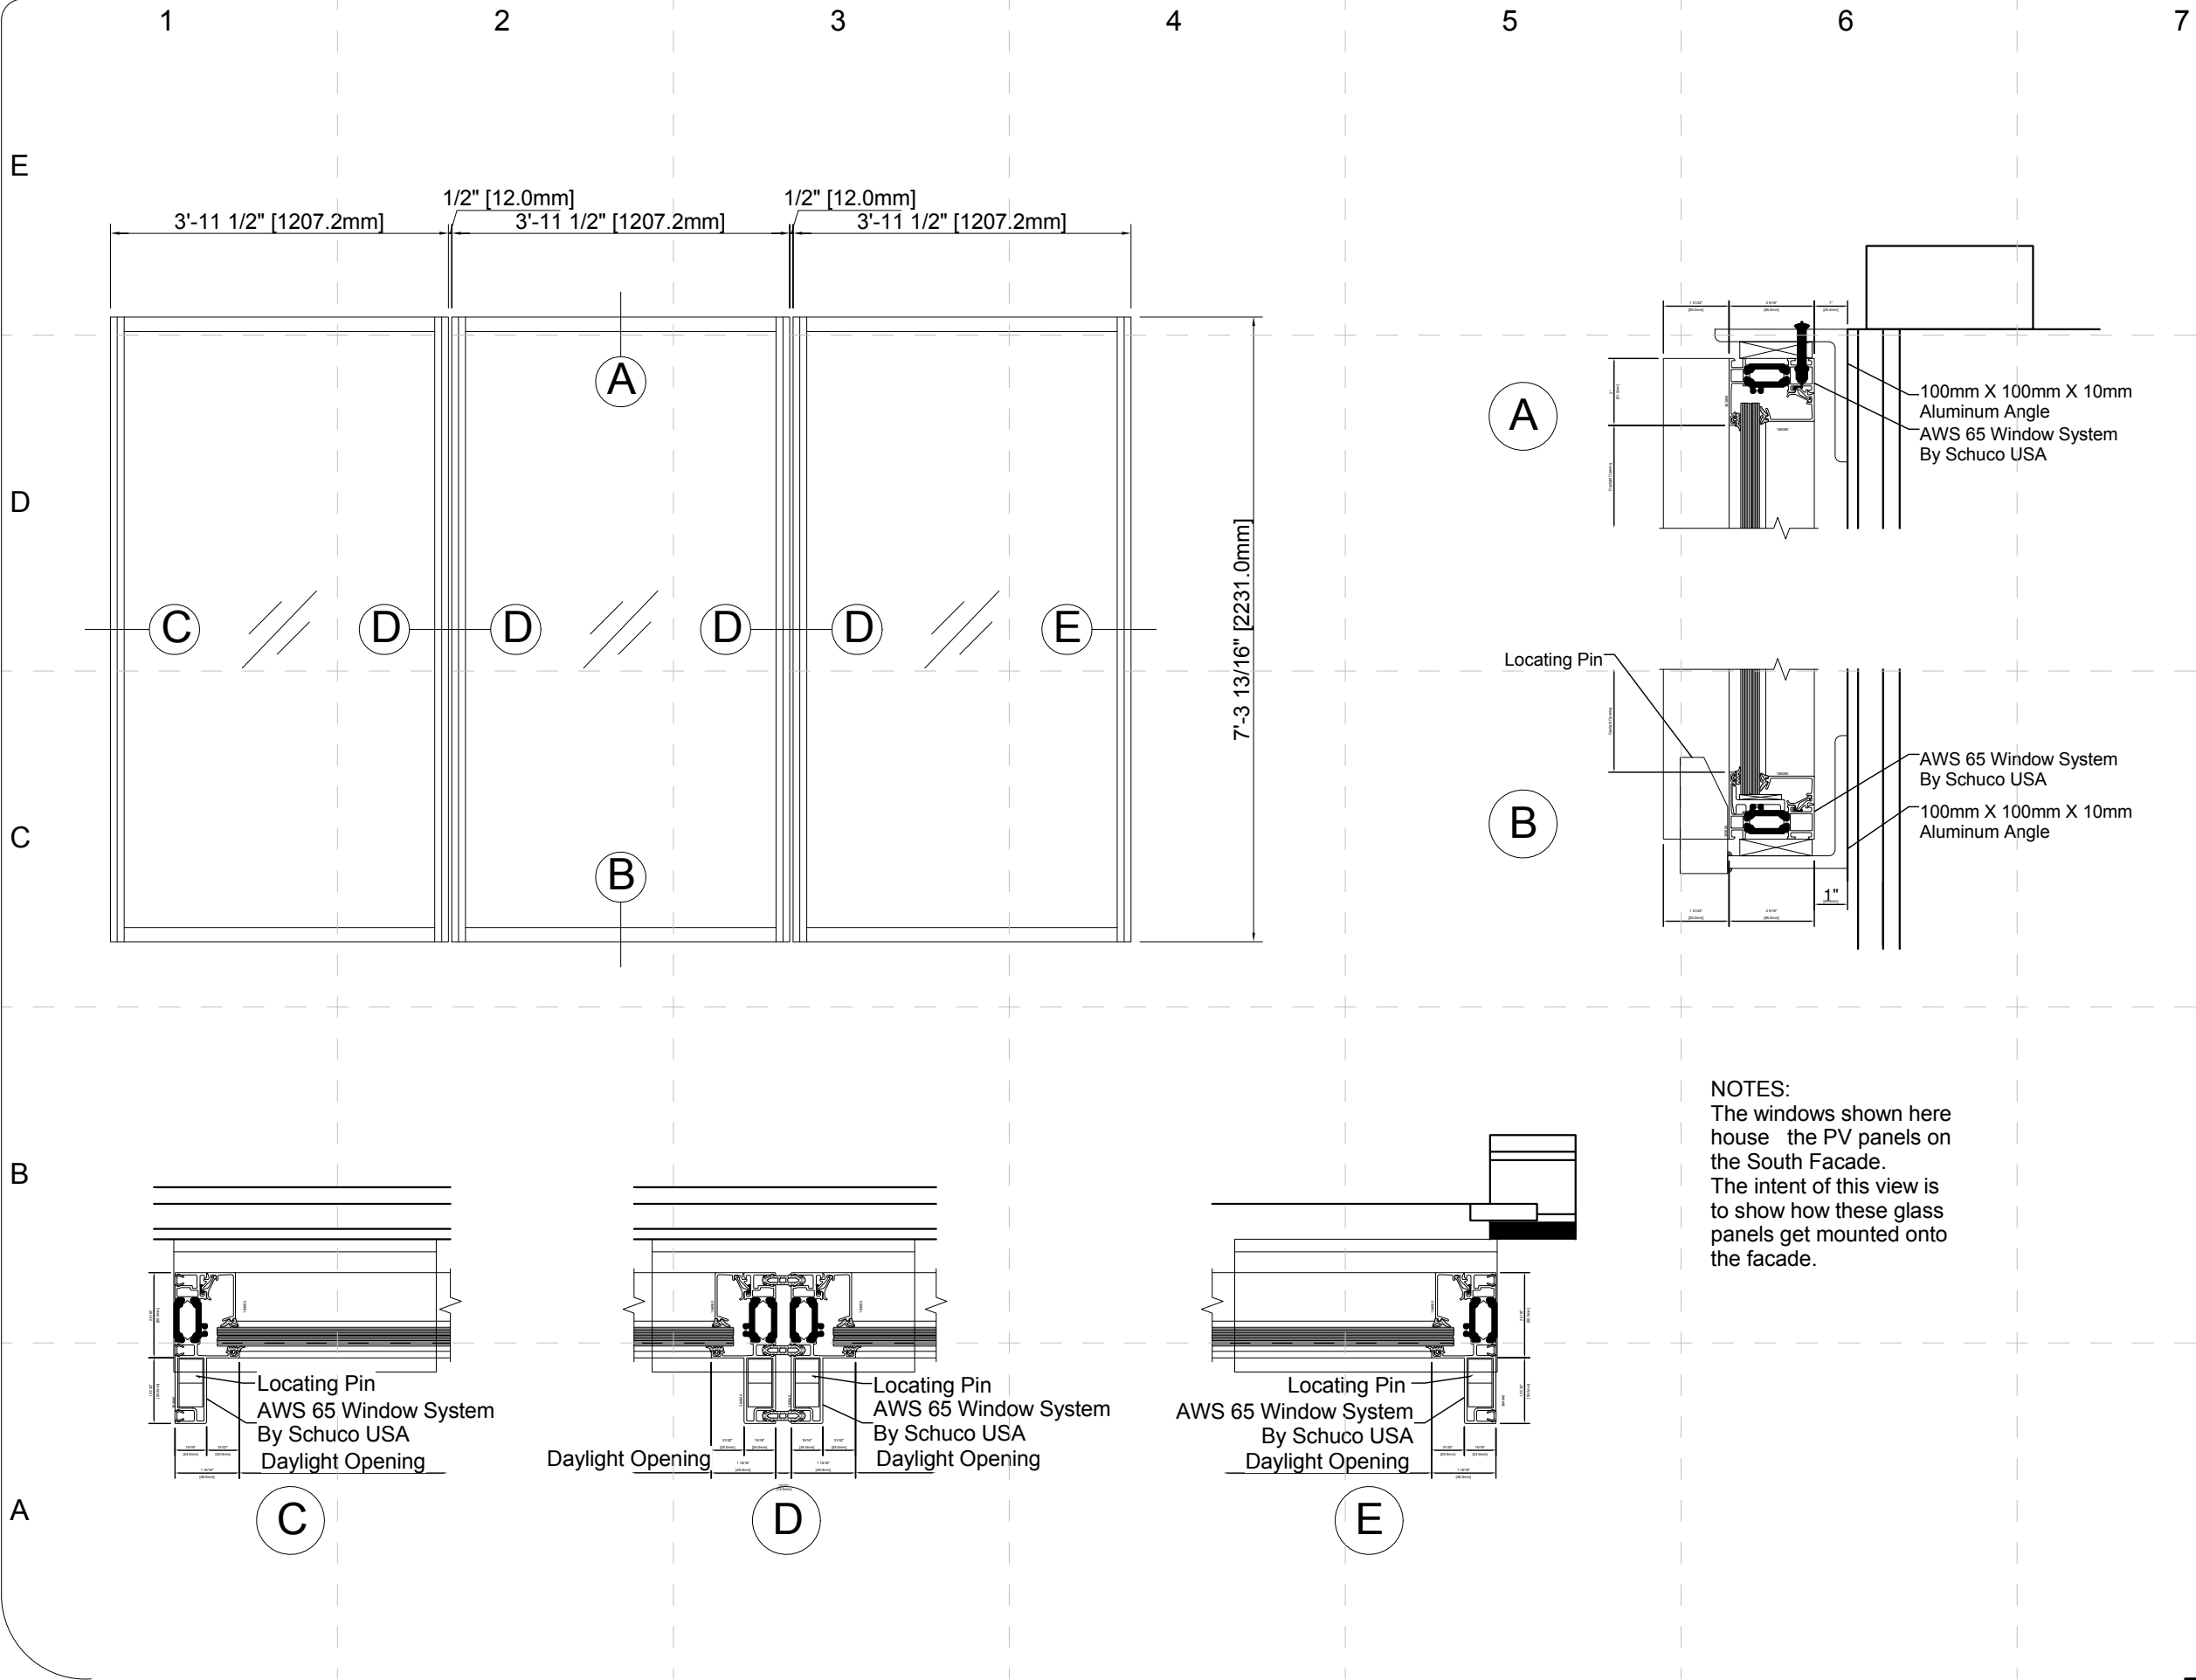 1 2 3 4 5 6 7
E
1/2" [12.0mm] 1/2" [12.0mm]
3'-11 1/2" [1207.2mm] 3'-11 1/2" [1207.2mm] 3'-11 1/2" [1207.2mm]
A
A
100mm X 100mm X 10mm
Aluminum Angle
AWS 65 Window System
By Schuco USA
D
7'-3 13/16" [2231.0mm]
C D D D D E
Locating Pin
AWS 65 Window System
By Schuco USA
100mm X 100mm X 10mm
Aluminum Angle
B
C
B
1"
NOTES:
The windows shown here
house the PV panels on
the South Facade.
The intent of this view is
to show how these glass
panels get mounted onto
the facade.
B
Locating Pin
AWS 65 Window System
By Schuco USA
Daylight Opening
C
Daylight Opening
Locating Pin
AWS 65 Window System
By Schuco USA
Daylight Opening
D
Locating Pin
AWS 65 Window System
By Schuco USA
Daylight Opening
E
A